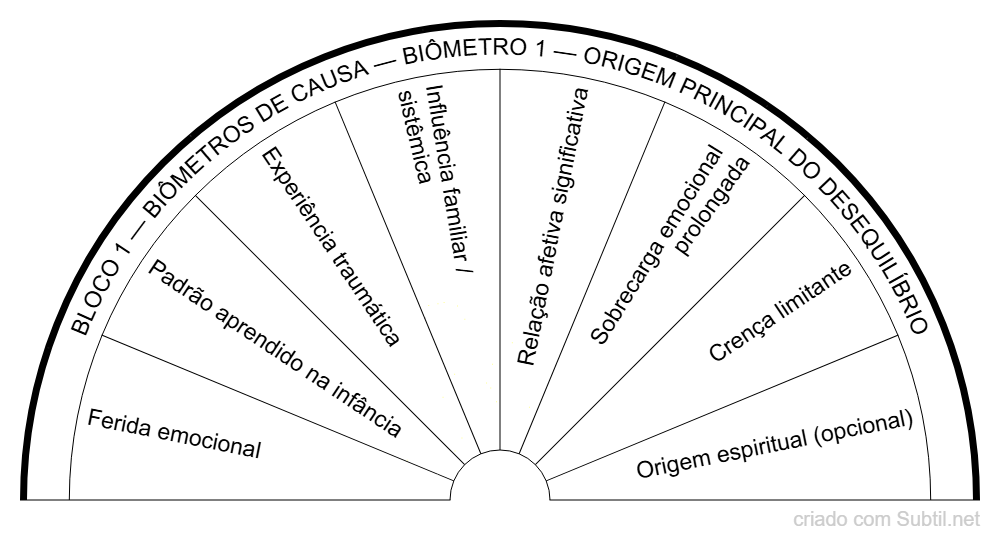 BLOCO 1 — BIÔMETROS DE CAUSA — BIÔMETRO 1 — ORIGEM PRINCIPAL DO DESEQUILÍBRIO
Ferida emocional
Padrão aprendido na infância
Experiência traumática
Influência familiar /
sistêmica
Relação afetiva significativa
Sobrecarga emocional
prolongada
Crença limitante
Origem espiritual (opcional)
criado com Subtil.net